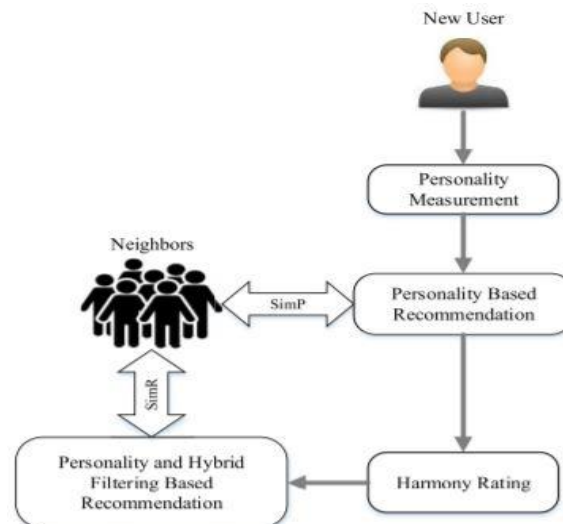 New User
Personality
Measurement
Neighbors
SimP
Personality Based
Recommendation
SimR
Personality and Hybrid
Filtering Based
Recommendation
Harmony Rating